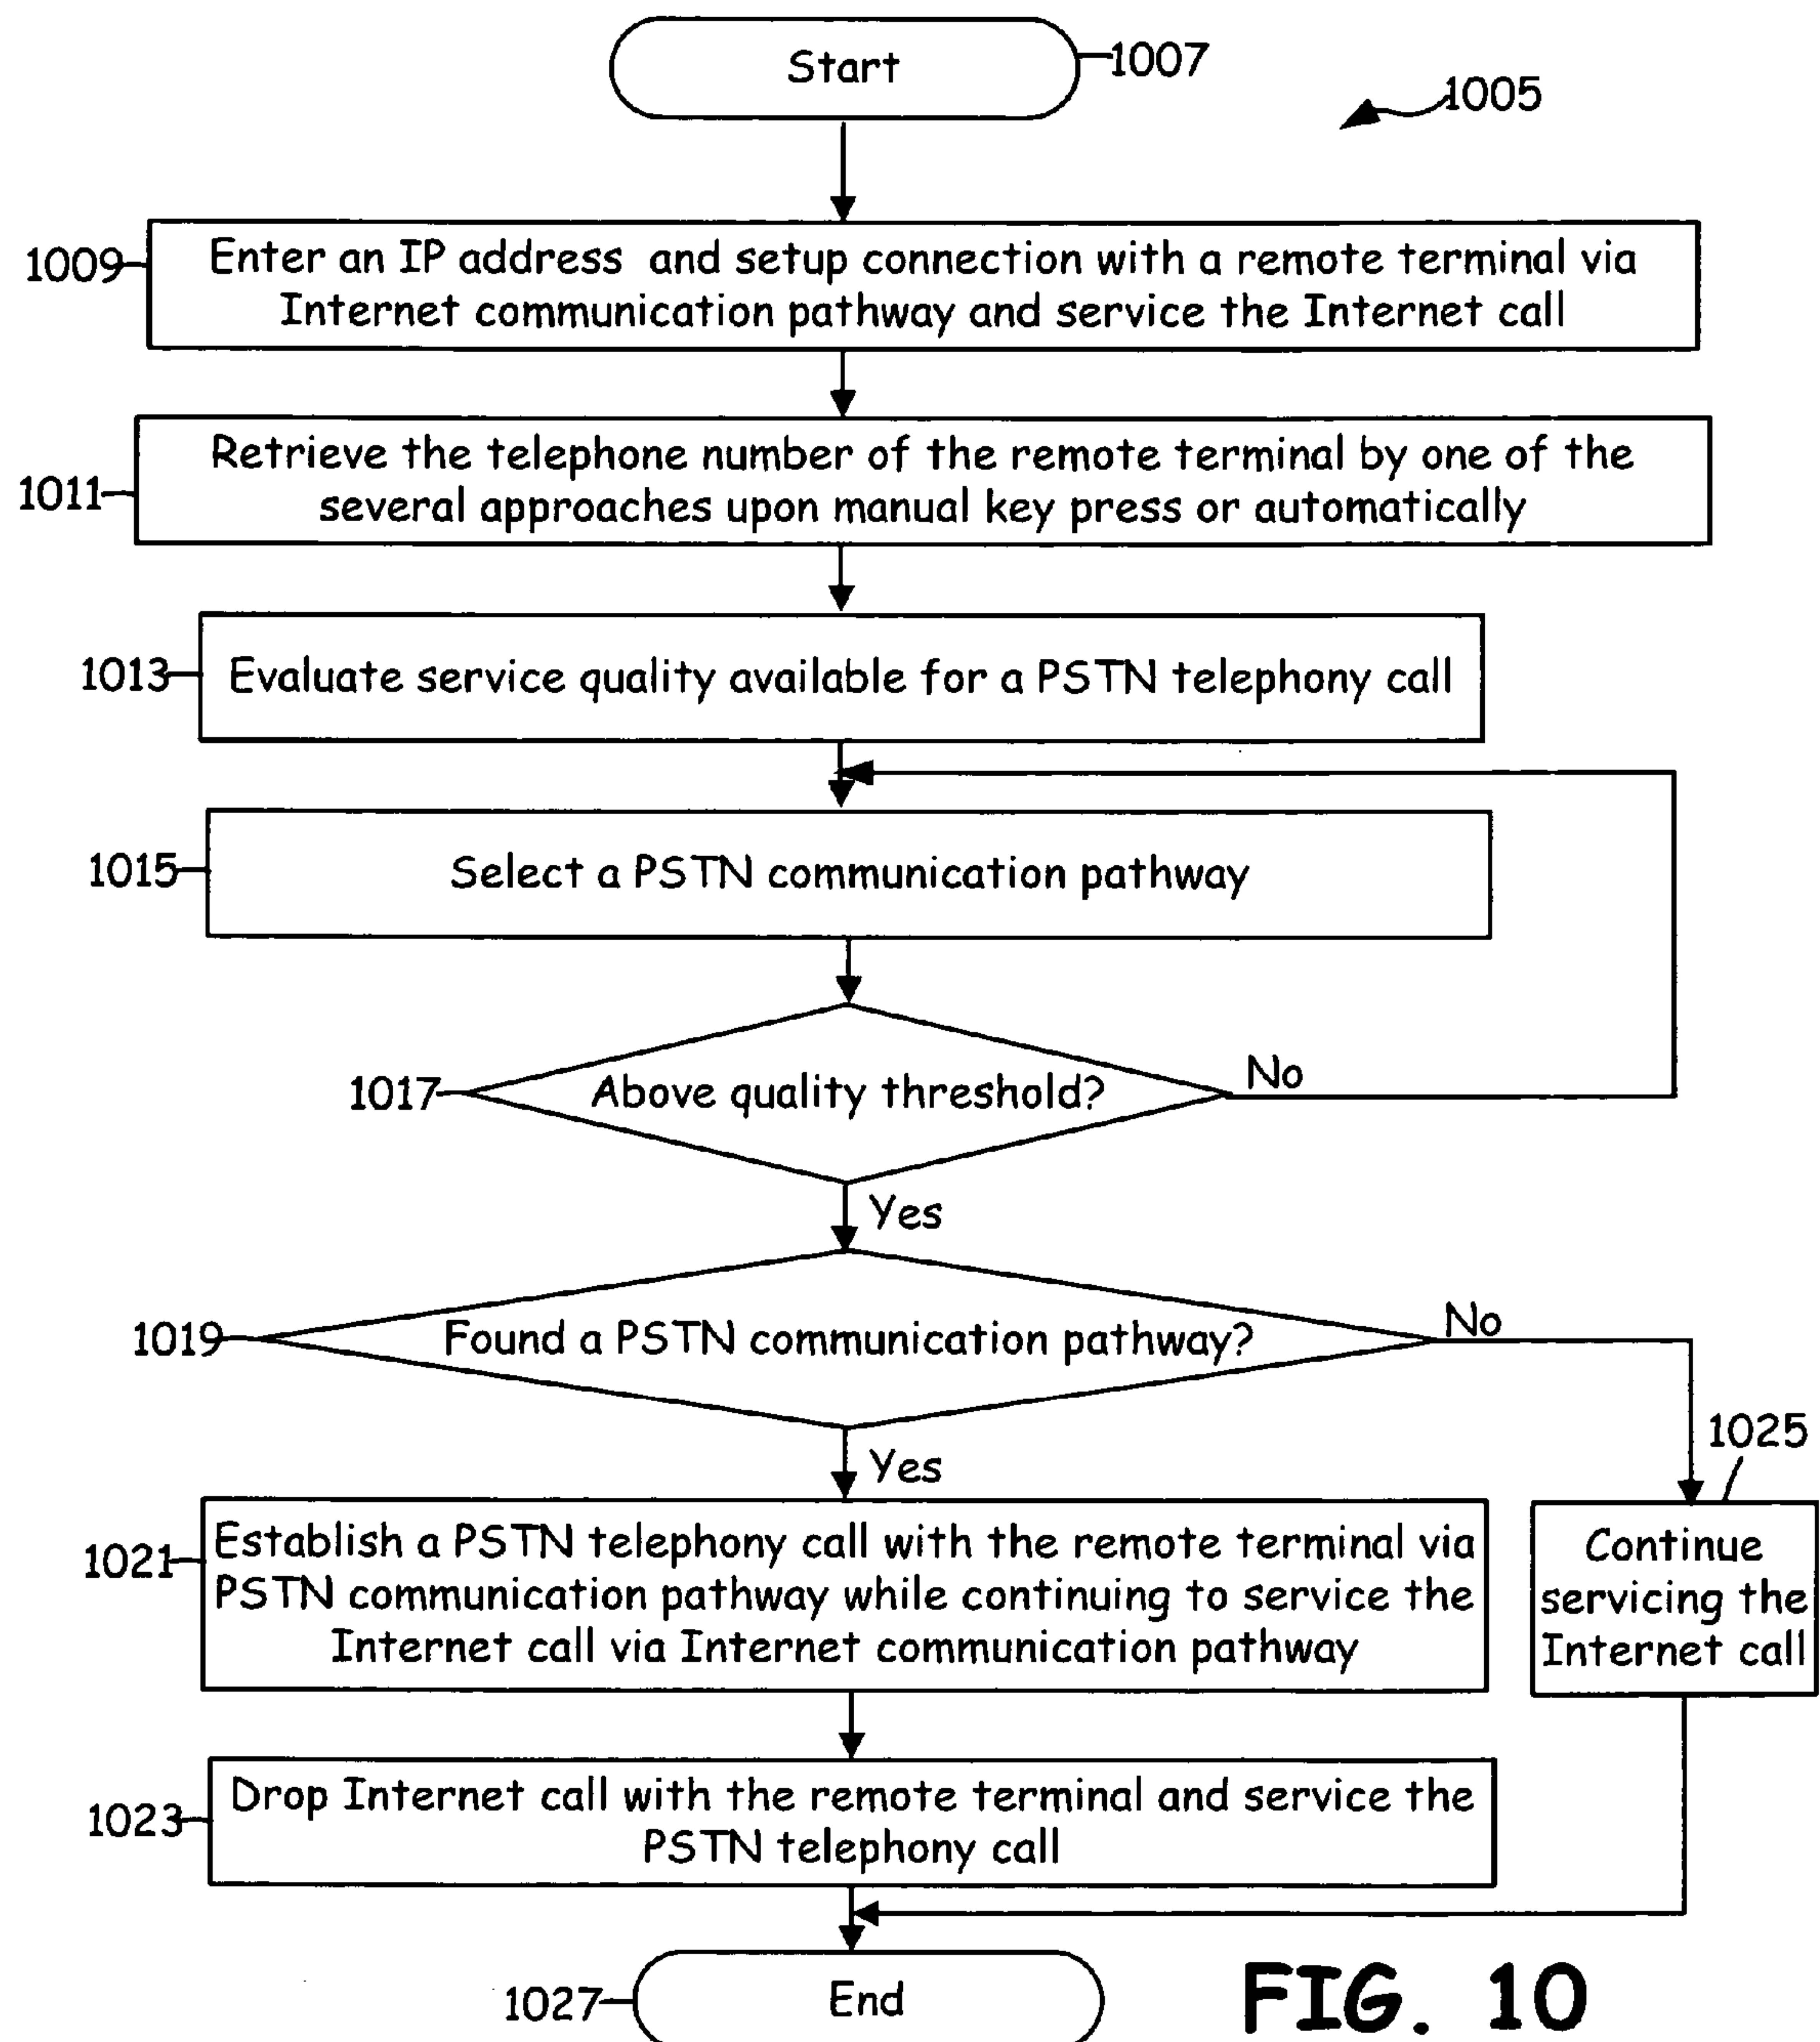 Start
1007
1005
1009
Enter an IP address and setup connection with a remote terminal via
Internet communication pathway and service the Internet call
1011
Retrieve the telephone number of the remote terminal by one of the
several approaches upon manual key press or automatically
1013
Evaluate service quality available for a PSTN telephony call
1015
Select a PSTN communication pathway
1017
Above quality threshold?
No
Yes
1019
Found a PSTN communication pathway?
No
Yes
1025
1021
Establish a PSTN telephony call with the remote terminal via
PSTN communication pathway while continuing to service the
Internet call via Internet communication pathway
Continue
servicing the
Internet call
1023
Drop Internet call with the remote terminal and service the
PSTN telephony call
1027
End
FIG. 10